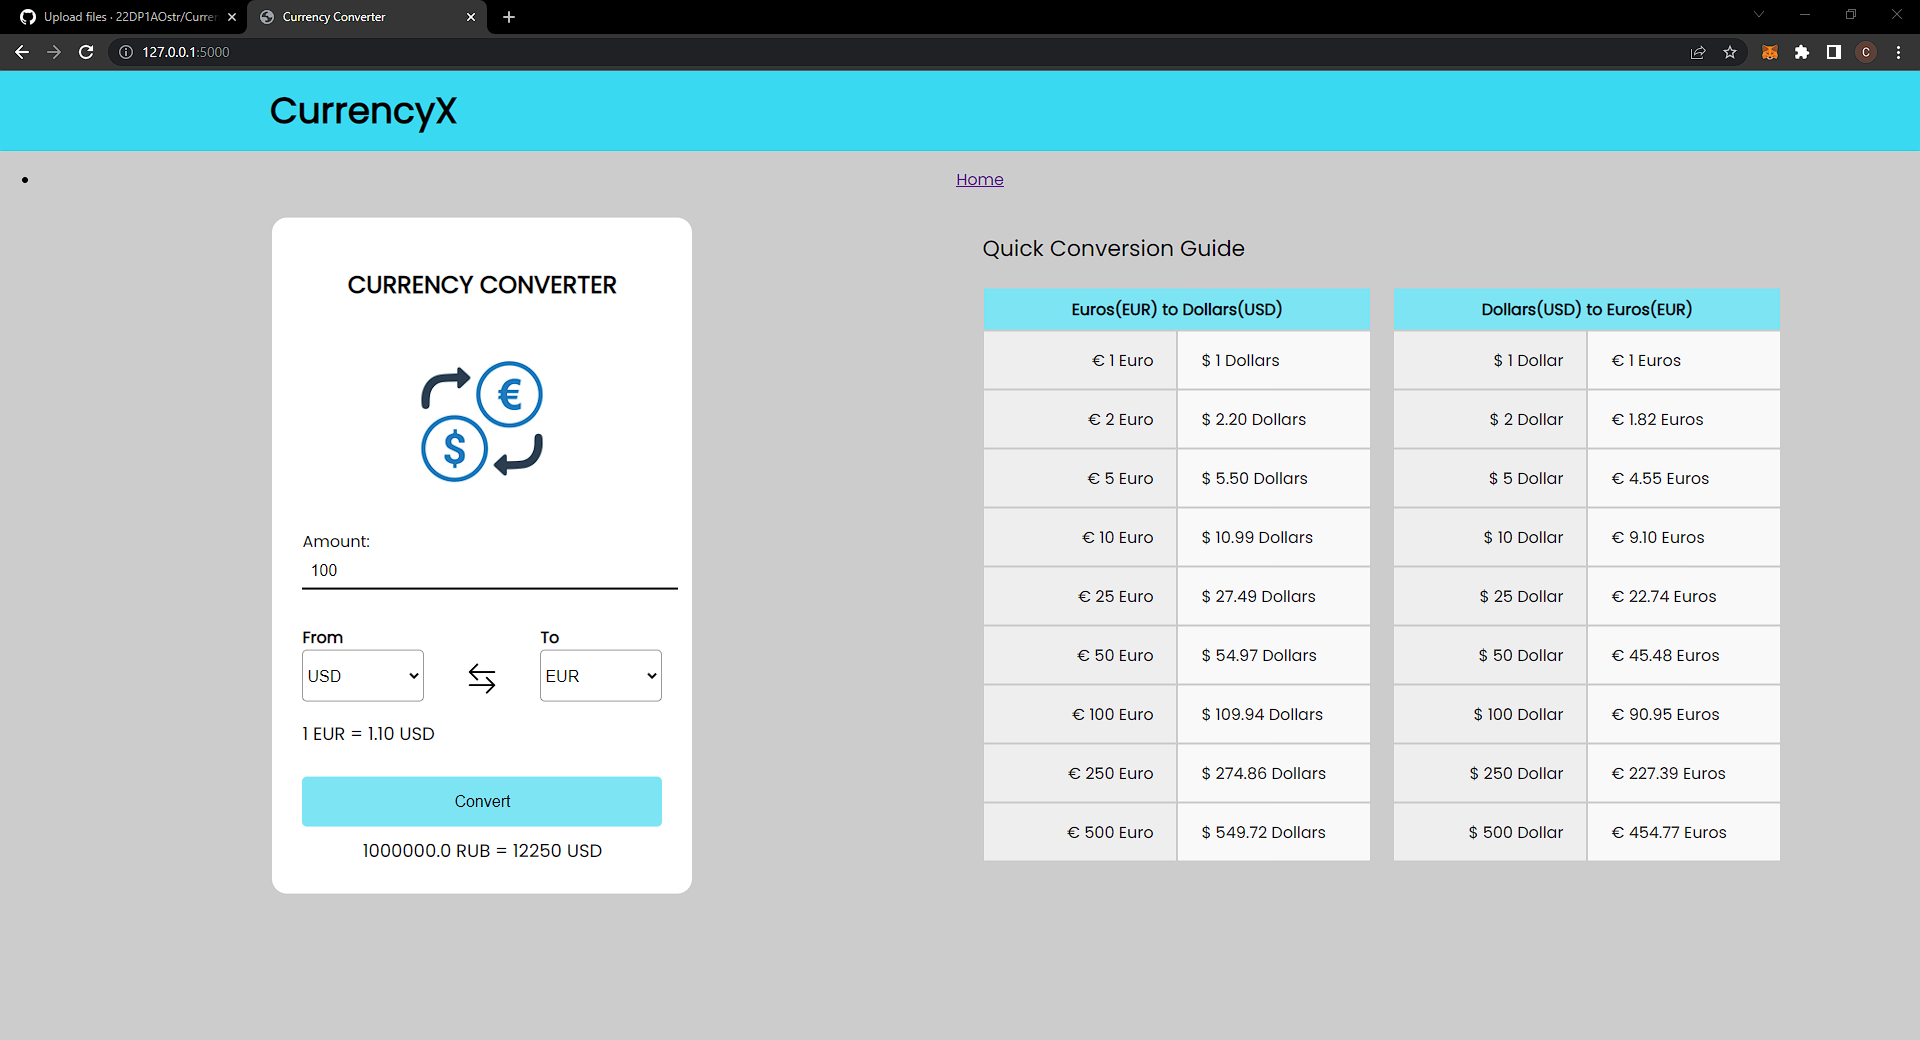 Upload files · 22DP1AOstr/Curren
Currency Converter
127.0.0.1:5000
C
CurrencyX
Home
CURRENCY CONVERTER
€
$
Amount:
100
From
To
USD
EUR
1 EUR = 1.10 USD
Convert
1000000.0 RUB = 12250 USD
Quick Conversion Guide
Euros(EUR) to Dollars(USD)
€ 1 Euro $ 1 Dollars
€ 2 Euro $ 2.20 Dollars
€ 5 Euro $ 5.50 Dollars
€ 10 Euro $ 10.99 Dollars
€ 25 Euro $ 27.49 Dollars
€ 50 Euro $ 54.97 Dollars
€ 100 Euro $ 109.94 Dollars
€ 250 Euro $ 274.86 Dollars
€ 500 Euro $ 549.72 Dollars
Dollars(USD) to Euros(EUR)
$ 1 Dollar € 1 Euros
$ 2 Dollar € 1.82 Euros
$ 5 Dollar € 4.55 Euros
$ 10 Dollar € 9.10 Euros
$ 25 Dollar € 22.74 Euros
$ 50 Dollar € 45.48 Euros
$ 100 Dollar € 90.95 Euros
$ 250 Dollar € 227.39 Euros
$ 500 Dollar € 454.77 Euros